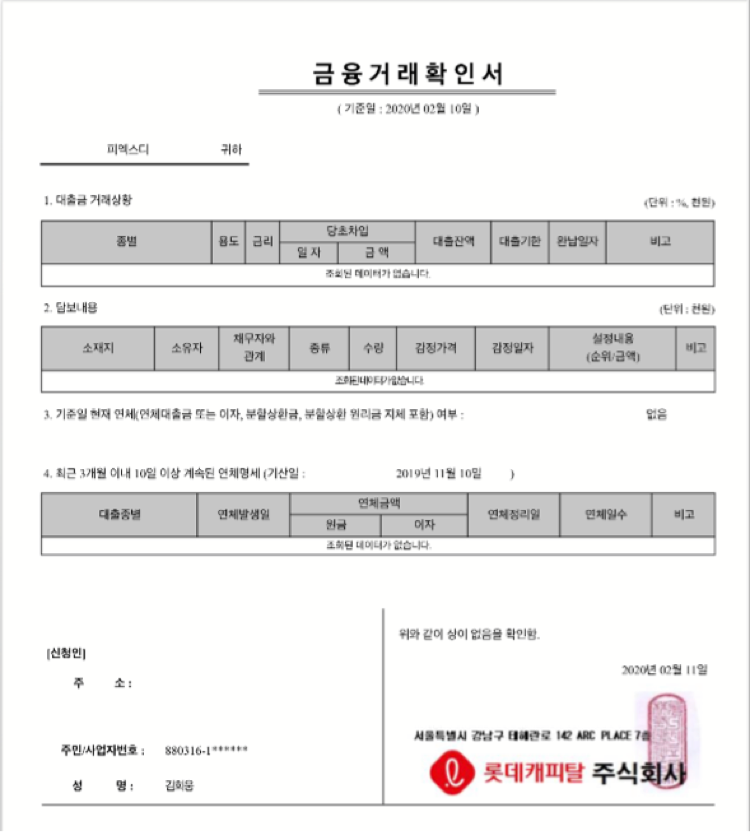 금융거래확인서
( 기준일 : 2020년 02월 10일 )
피엑스디 귀하
1. 대출금 거래상황 (단위 : %, 천원)
종별 용도 금리 당초차입 대출잔액 대출기한 완납일자 비고
일 자 금 액
조회된 데이터가 없습니다.
2. 담보내용 (단위 : 천원)
소재지 소유자 채무자와 관계 종류 수량 감정가격 감정일자 설정내용 (순위/금액) 비고
조회된데이터가없습니다.
3. 기준일 현재 연체(연체대출금 또는 이자, 분할상환금, 분할상환 원리금 지체 포함) 여부 : 없음
4. 최근 3개월 이내 10일 이상 계속된 연체명세 (기산일 : 2019년 11월 10일 )
대출종별 연체발생일 연체금액 연체정리일 연체일수 비고
원금 이자
조회된 데이터가 없습니다.
위와 같이 상이 없음을 확인함.
[신청인]
2020년 02월 11일
주 소 :
서울특별시 강남구 테헤란로 142 ARC PLACE 7층
주민/사업자번호 : 880316-1******
롯데캐피탈 주식회사
성 명 : 김희웅